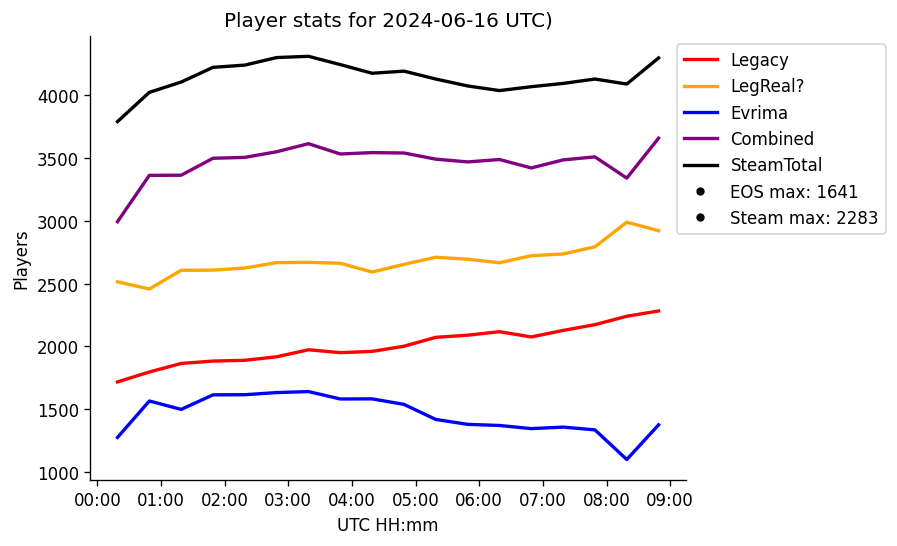 Player stats for 2024-06-16 UTC)
Legacy
LegReal?
Evrima
Combined
SteamTotal
EOS max: 1641
Steam max: 2283
Players
4000
3500
3000
2500
2000
1500
1000
00:00 01:00 02:00 03:00 04:00 05:00 06:00 07:00 08:00 09:00
UTC HH:mm